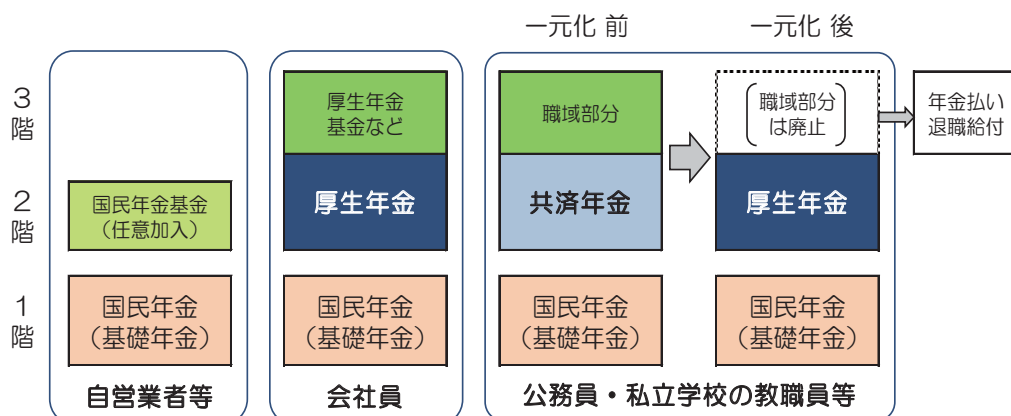 一元化 前
一元化 後
3
階
厚生年金
基金など
職域部分
職域部分
は廃止
年金払い
退職給付
2
階
国民年金基金
（任意加入）
厚生年金
共済年金
厚生年金
1
階
国民年金
（基礎年金）
国民年金
（基礎年金）
国民年金
（基礎年金）
国民年金
（基礎年金）
自営業者等
会社員
公務員・私立学校の教職員等